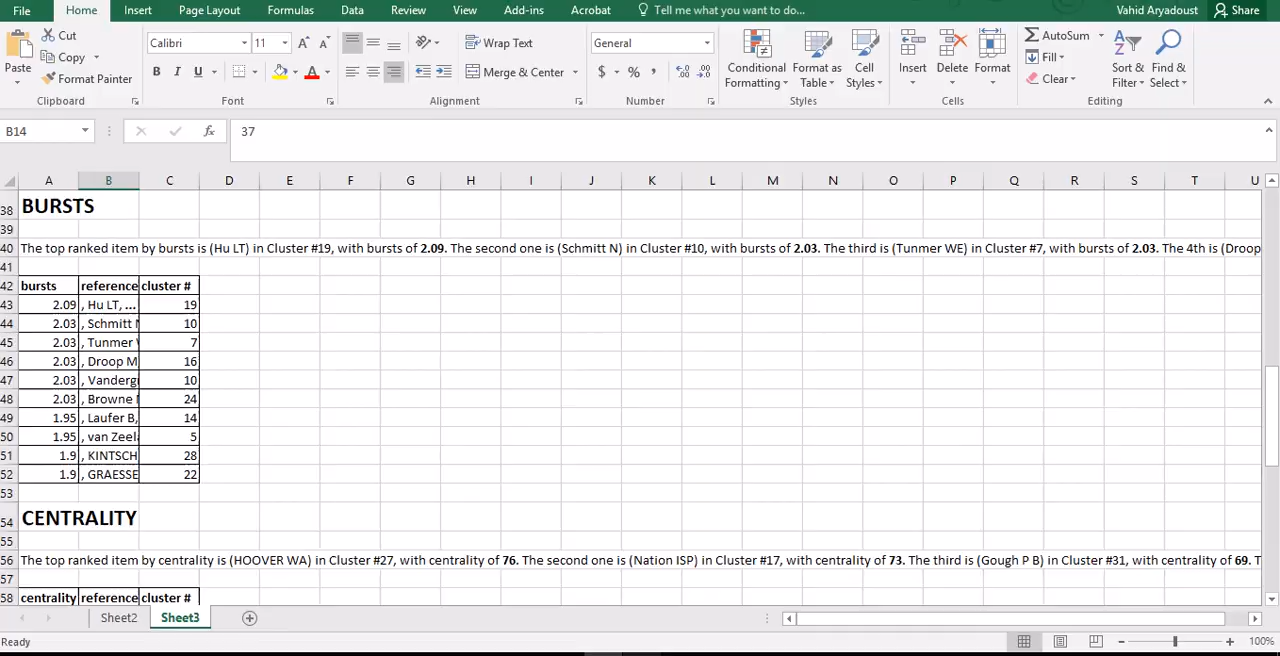 File Home Insert Page Layout Formulas Data Review View Add-ins Acrobat Tell me what you want to do... Vahid Aryadoust Share
Cut
Copy
Format Painter
Paste
Clipboard
Calibri 11
B I U
Font
Wrap Text
Merge & Center
Alignment
General
$ % ,
Number
Conditional Formatting
Format as Table
Cell Styles
Styles
Insert Delete Format
Cells
AutoSum
Fill
Clear
Sort & Filter
Find & Select
Editing
B14 fx 37
A B C D E F G H I J K L M N O P Q R S T U
38 BURSTS
39
40 The top ranked item by bursts is (Hu LT) in Cluster #19, with bursts of 2.09. The second one is (Schmitt N) in Cluster #10, with bursts of 2.03. The third is (Tunmer WE) in Cluster #7, with bursts of 2.03. The 4th is (Droop
41
42 bursts reference cluster #
43 2.09 , Hu LT, ... 19
44 2.03 , Schmitt 10
45 2.03 , Tunmer 7
46 2.03 , Droop M 16
47 2.03 , Vandergr 10
48 2.03 , Browne 24
49 1.95 , Laufer B, 14
50 1.95 , van Zeel 5
51 1.9 , KINTSCH 28
52 1.9 , GRAESSE 22
53
54 CENTRALITY
55
56 The top ranked item by centrality is (HOOVER WA) in Cluster #27, with centrality of 76. The second one is (Nation ISP) in Cluster #17, with centrality of 73. The third is (Gough P B) in Cluster #31, with centrality of 69. T
57
58 centrality reference cluster #
Sheet2 Sheet3
Ready 100%